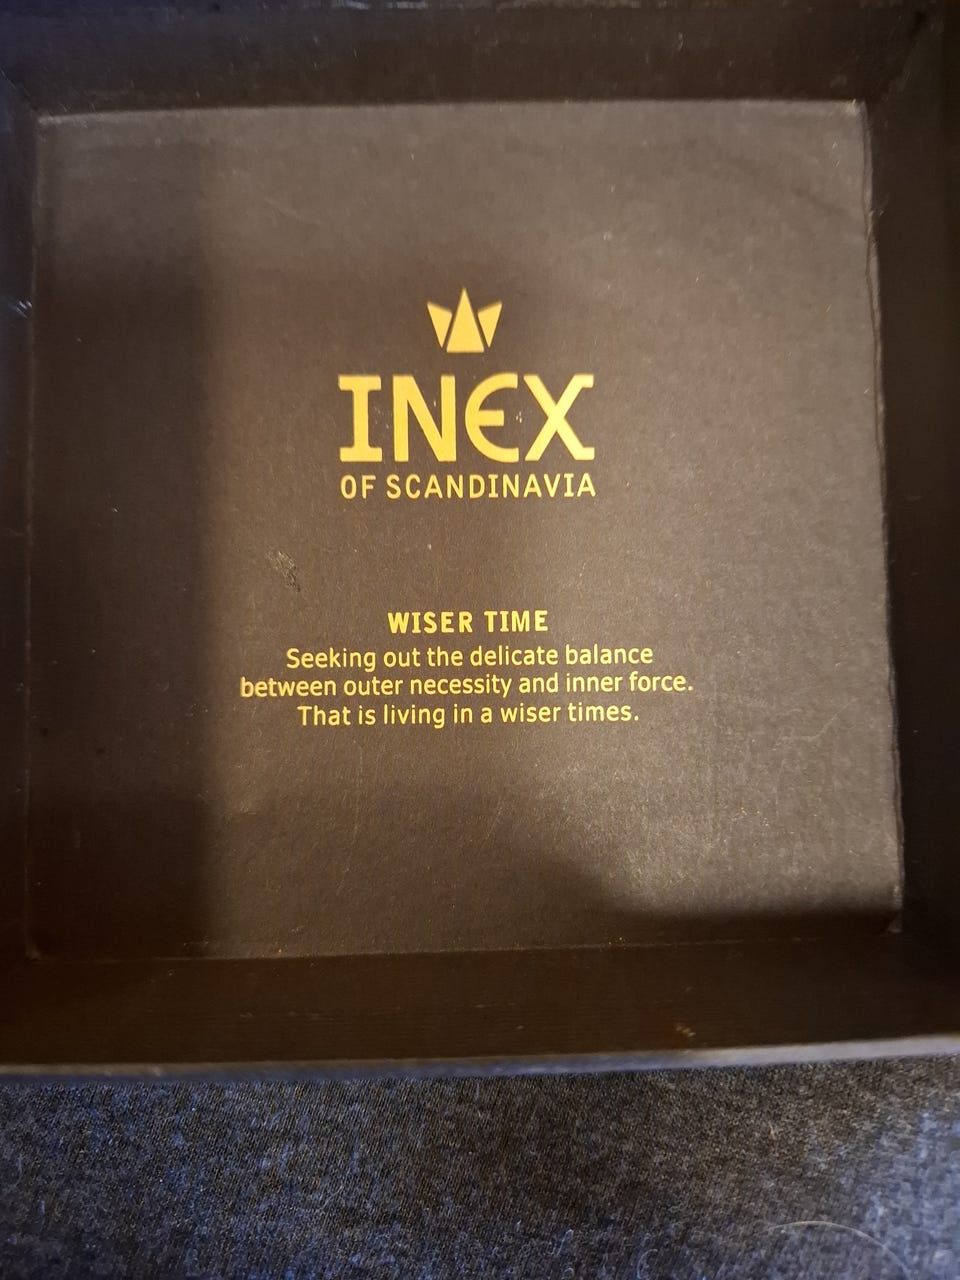 INEX
OF SCANDINAVIA
WISER TIME
Seeking out the delicate balance
between outer necessity and inner force.
That is living in a wiser times.